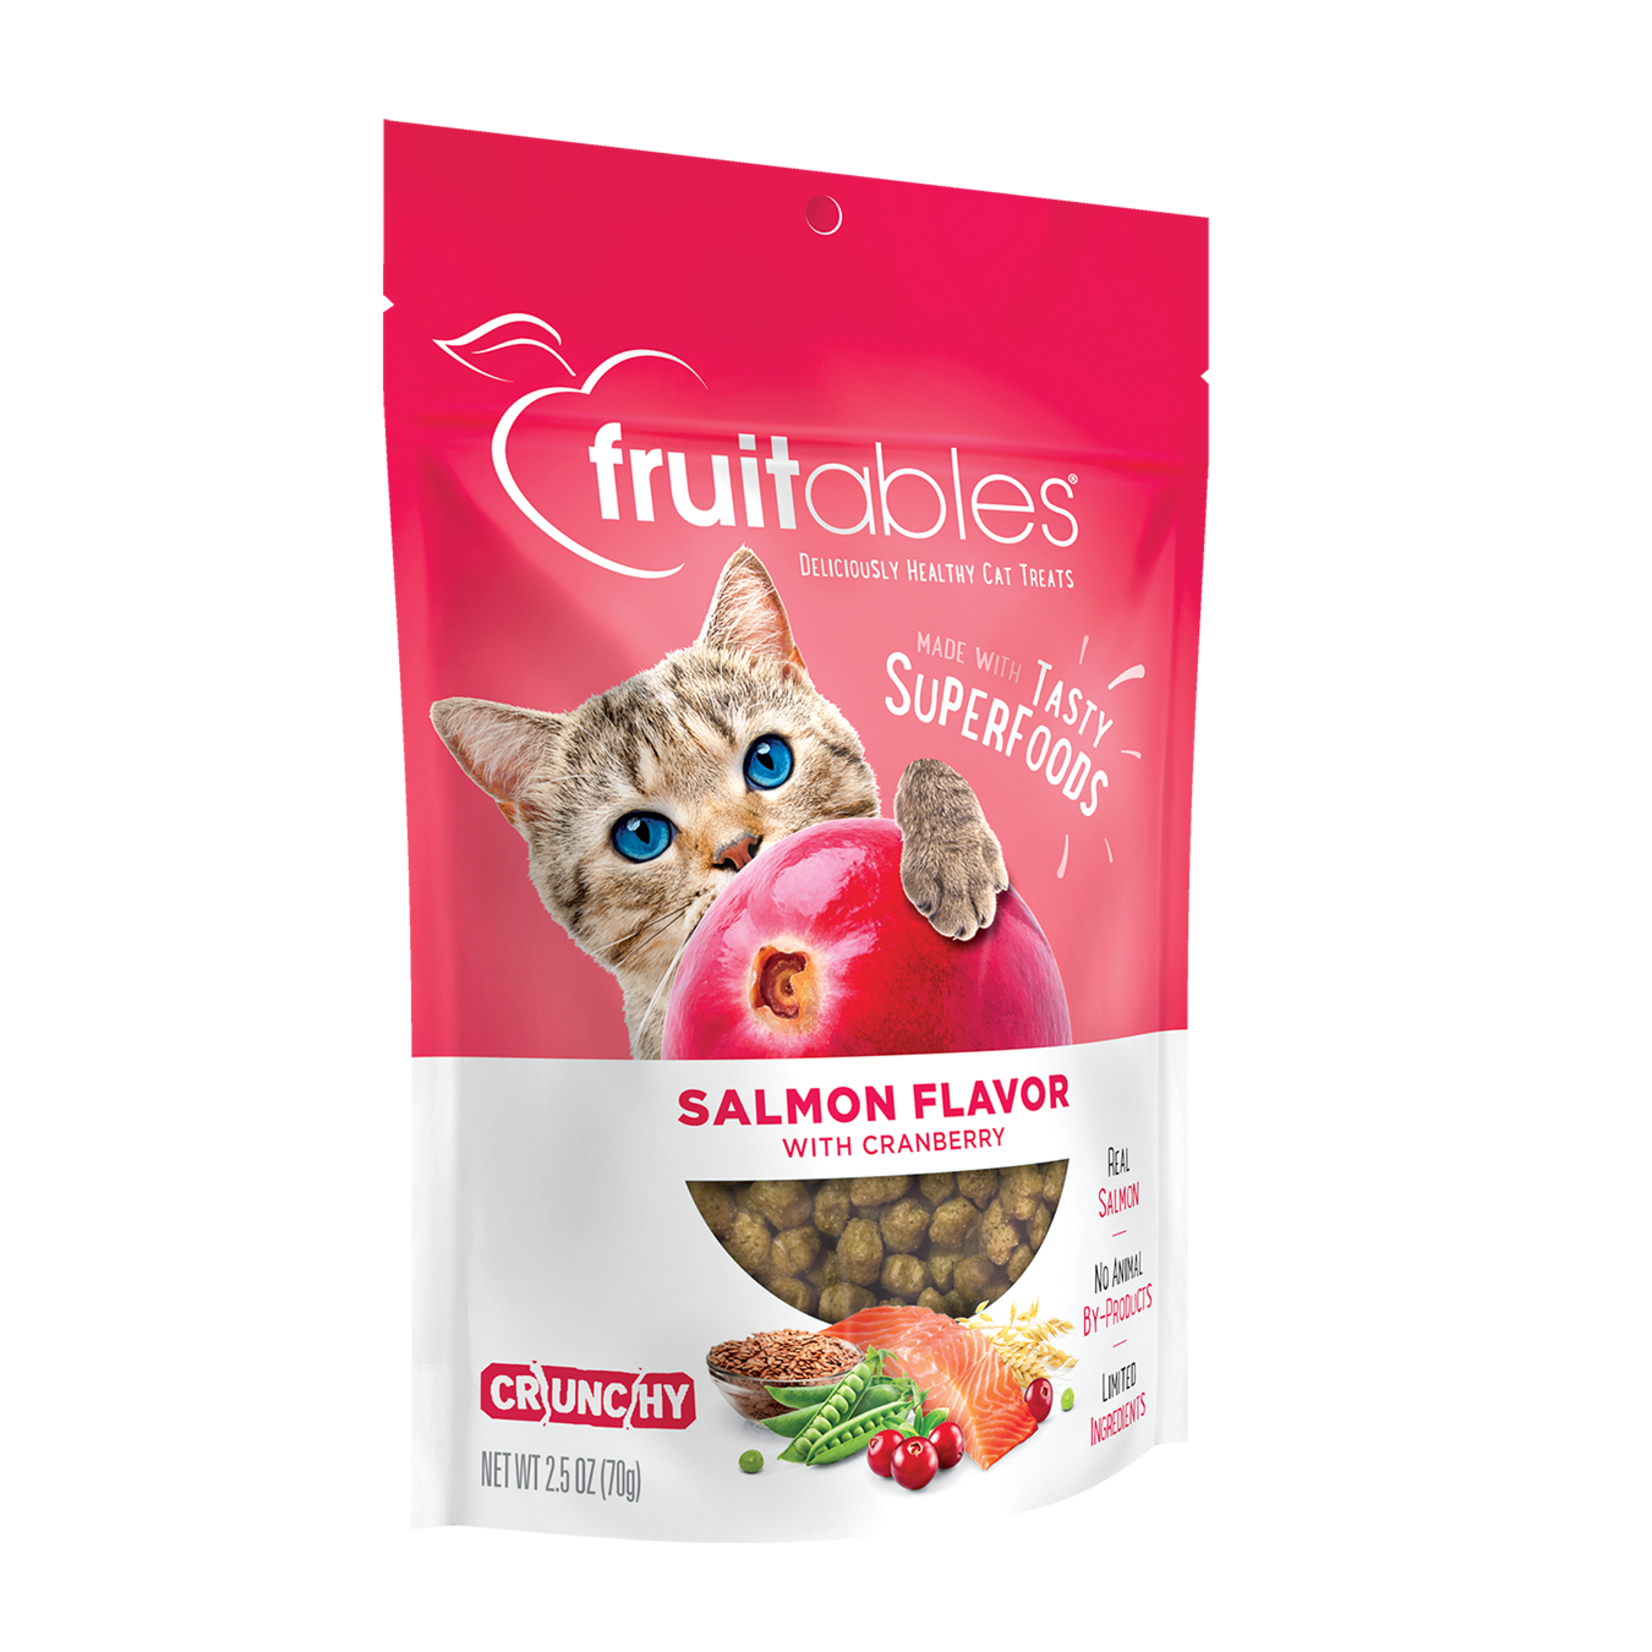 fruitables®
Deliciously Healthy Cat Treats
MADE WITH TASTY
SUPERFOODS
SALMON FLAVOR
WITH CRANBERRY
REAL
SALMON
NO ANIMAL
BY-PRODUCTS
LIMITED
INGREDIENTS
CRUNCHY
NET WT 2.5 OZ (70g)